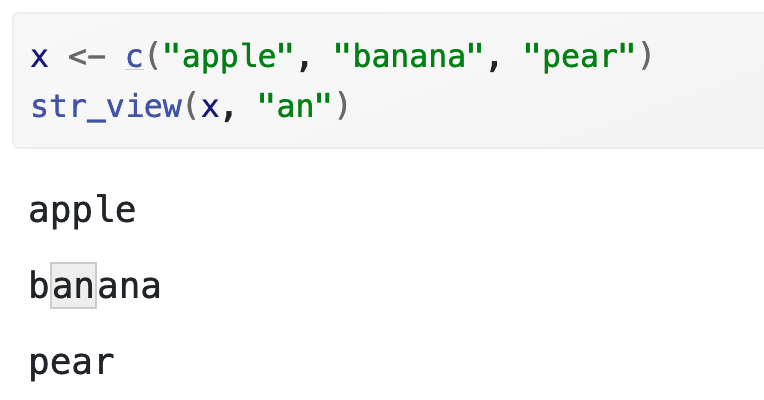 x <- c("apple", "banana", "pear")
str_view(x, "an")
apple
banana
pear